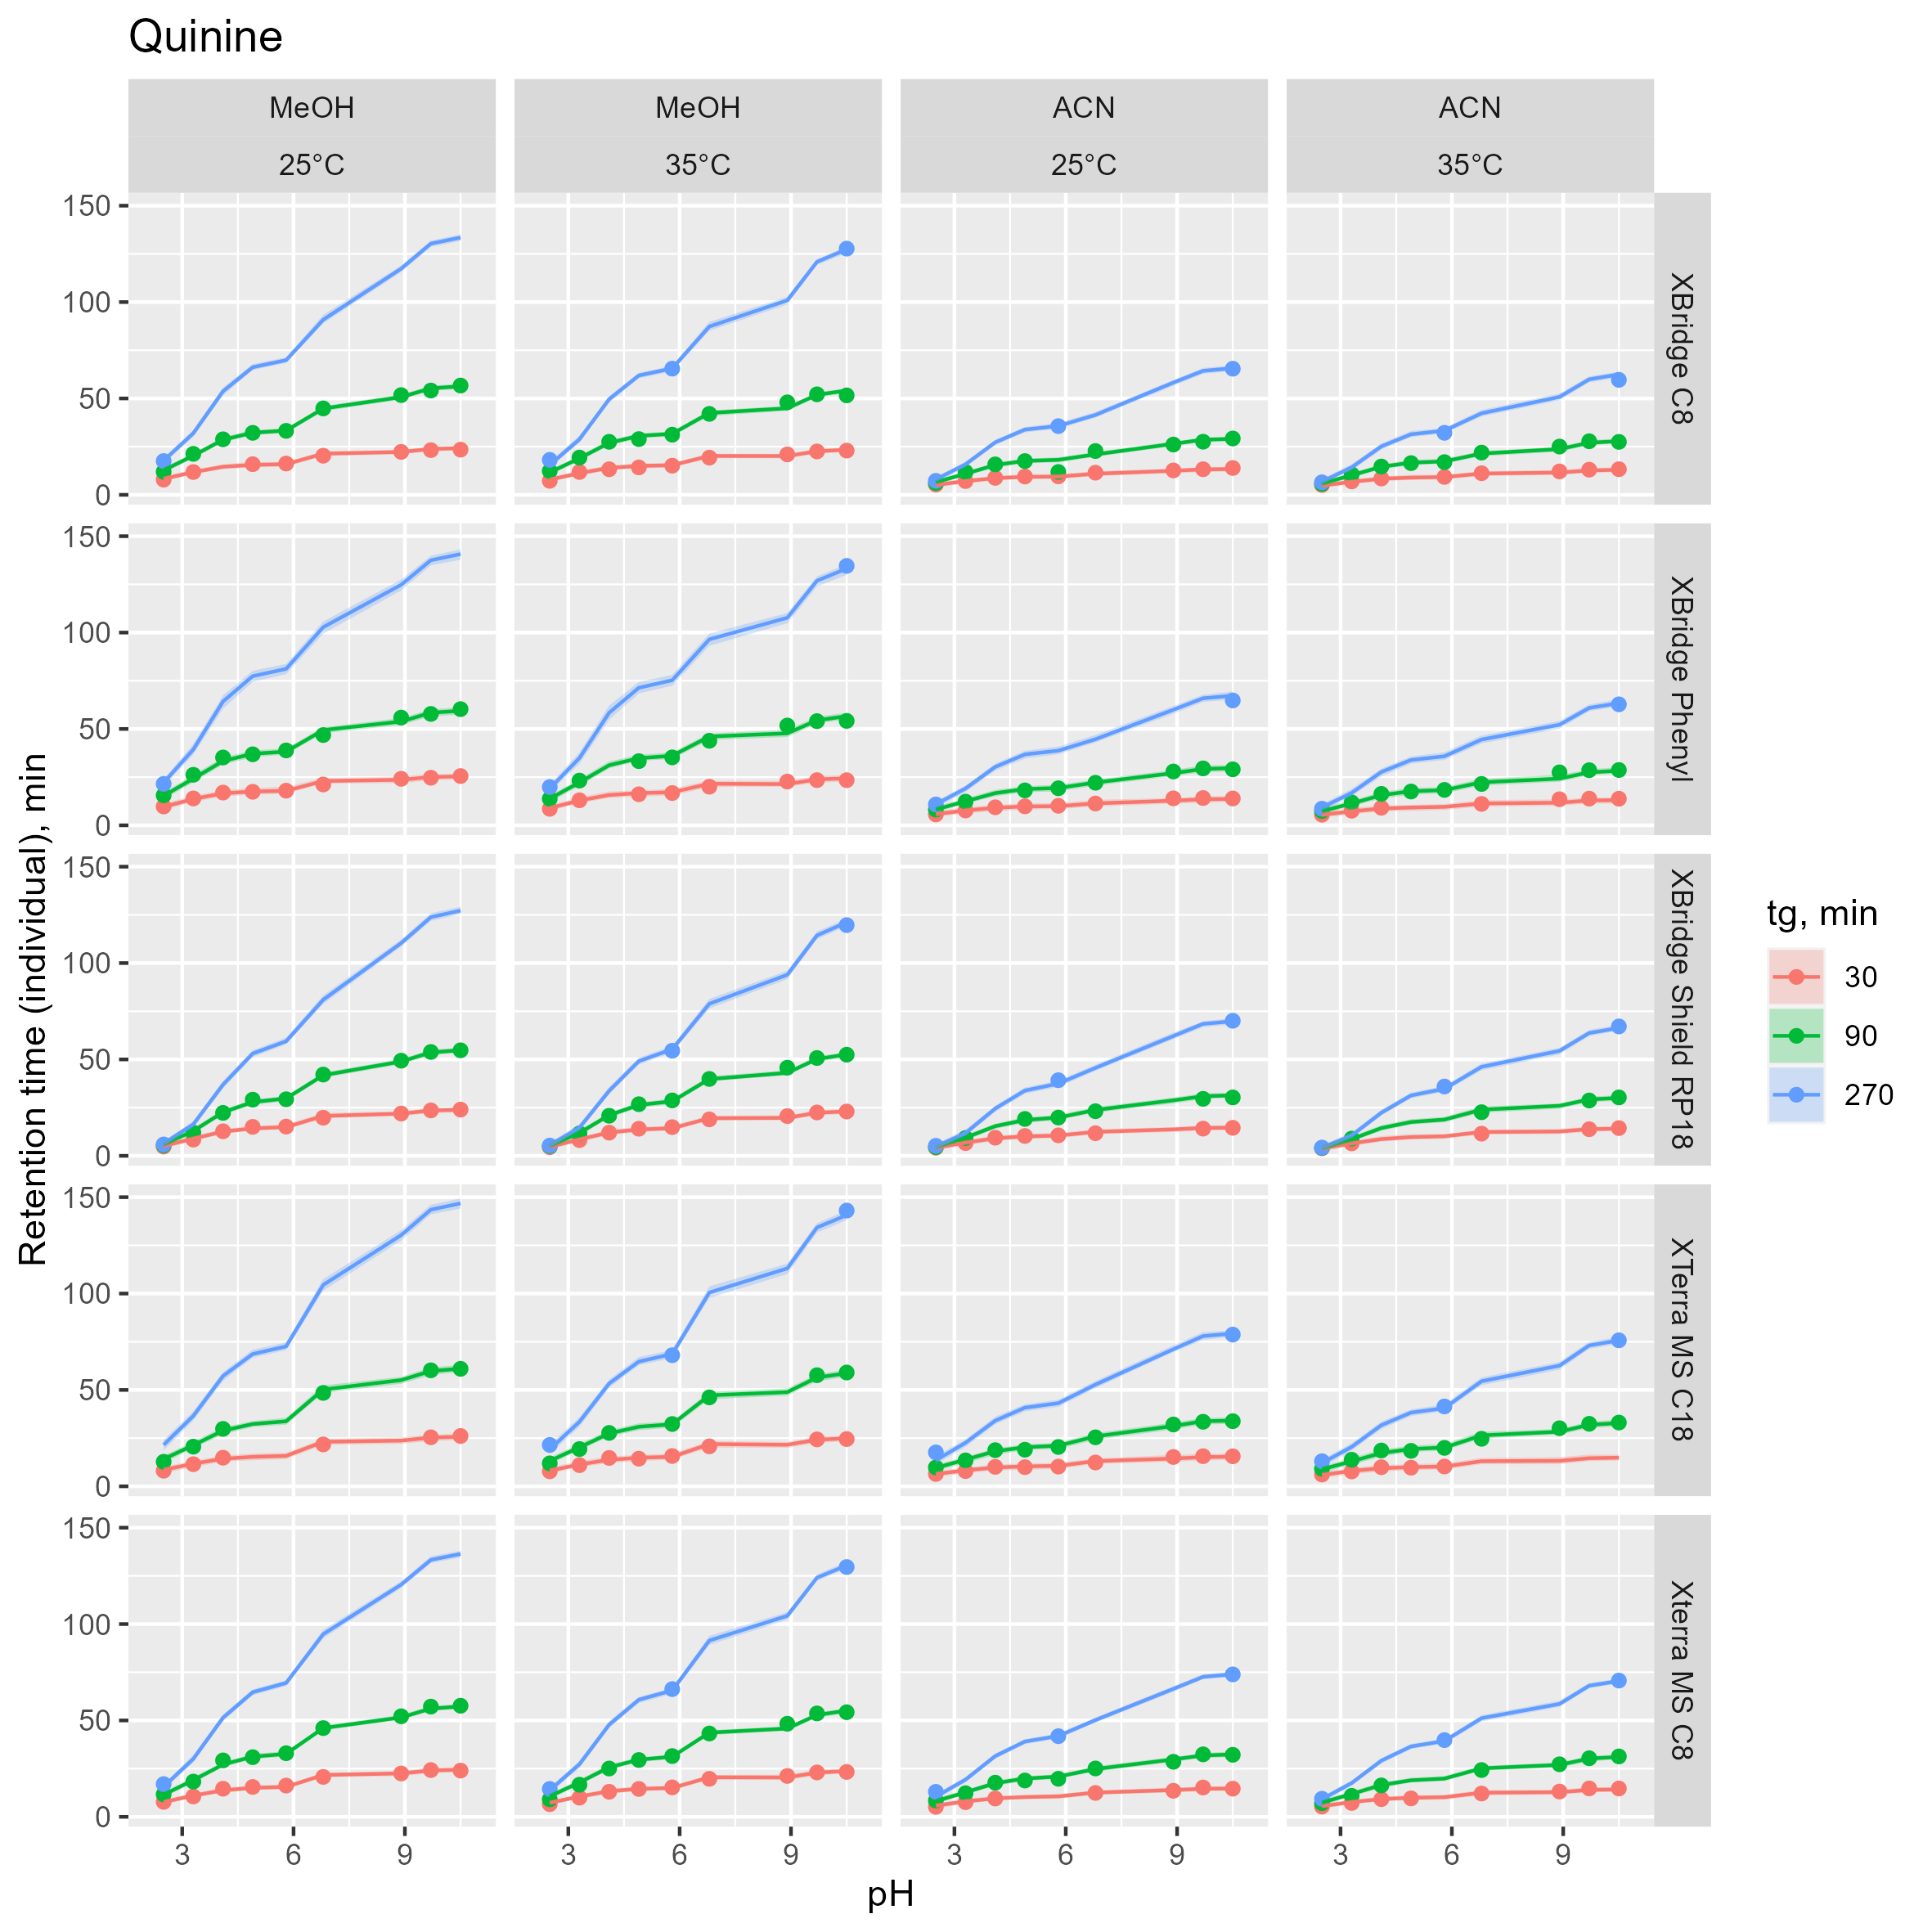 Quinine
MeOH
MeOH
ACN
ACN
25°C
35°C
25°C
35°C
150
100
50
0
XBridge C8
150
100
50
0
XBridge Phenyl
150
100
50
0
XBridge Shield RP18
150
100
50
0
XTerra MS C18
150
100
50
0
Xterra MS C8
3
6
9
3
6
9
3
6
9
3
6
9
pH
Retention time (individual), min
tg, min
30
90
270